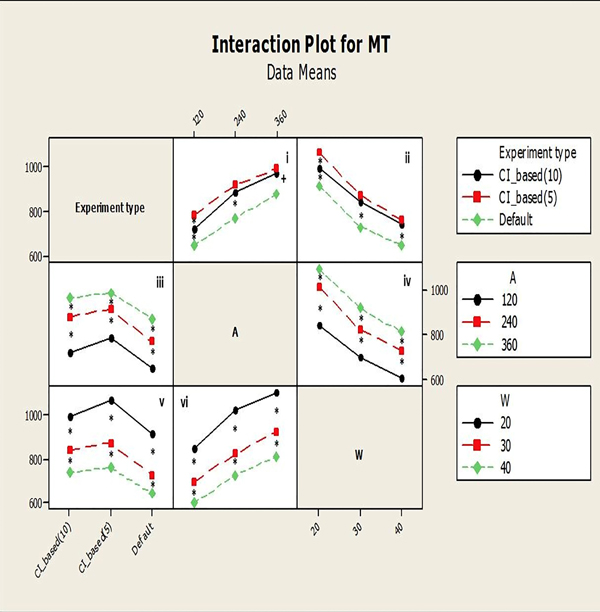 Interaction Plot for MT
Data Means
120 240 360
1000
800
600
Experiment type
i
+
*
*
*
ii
*
*
*
*
Experiment type
CI_based(10)
CI_based(5)
Default
iii
*
*
*
*
*
*
A
iv
*
*
*
*
*
*
1000
800
600
A
120
240
360
1000
800
600
v
*
*
*
*
*
*
vi
*
*
*
*
*
*
W
W
20
30
40
CI_based(10) CI_based(5) Default
20 30 40